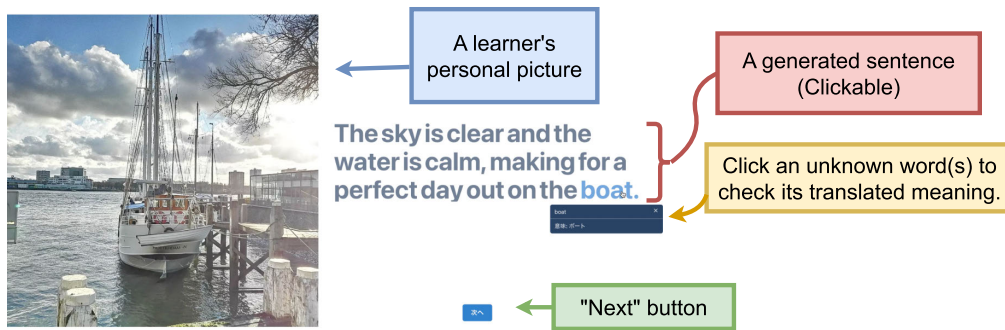 A learner's
personal picture
A generated sentence
(Clickable)
The sky is clear and the
water is calm, making for a
perfect day out on the boat.
Click an unknown word(s) to
check its translated meaning.
boat ×
意味: ボート
"Next" button
次へ